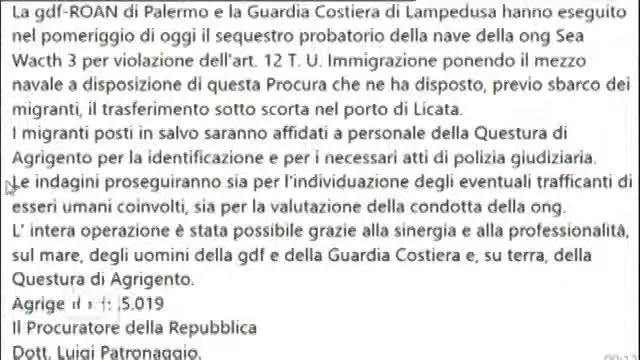 La gdf-ROAN di Palermo e la Guardia Costiera di Lampedusa hanno eseguito
nel pomeriggio di oggi il sequestro probatorio della nave della ong Sea
Wacth 3 per violazione dell'art. 12 T. U. Immigrazione ponendo il mezzo
navale a disposizione di questa Procura che ne ha disposto, previo sbarco dei
migranti, il trasferimento sotto scorta nel porto di Licata.
I migranti posti in salvo saranno affidati a personale della Questura di
Agrigento per la identificazione e per i necessari atti di polizia giudiziaria.
Le indagini proseguiranno sia per l'individuazione degli eventuali trafficanti di
esseri umani coinvolti, sia per la valutazione della condotta della ong.
L' intera operazione è stata possibile grazie alla sinergia e alla professionalità,
sul mare, degli uomini della gdf e della Guardia Costiera e, su terra, della
Questura di Agrigento.
.5.019
Il Procuratore della Repubblica
Dott. Luigi Patronaggio.